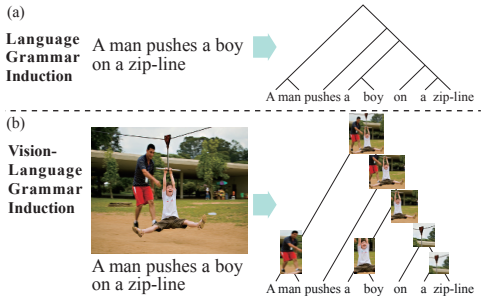 (a)
Language
Grammar
Induction
A man pushes a boy
on a zip-line
A man pushes a boy on a zip-line
(b)
Vision-
Language
Grammar
Induction
A man pushes a boy
on a zip-line
A man pushes a boy on a zip-line